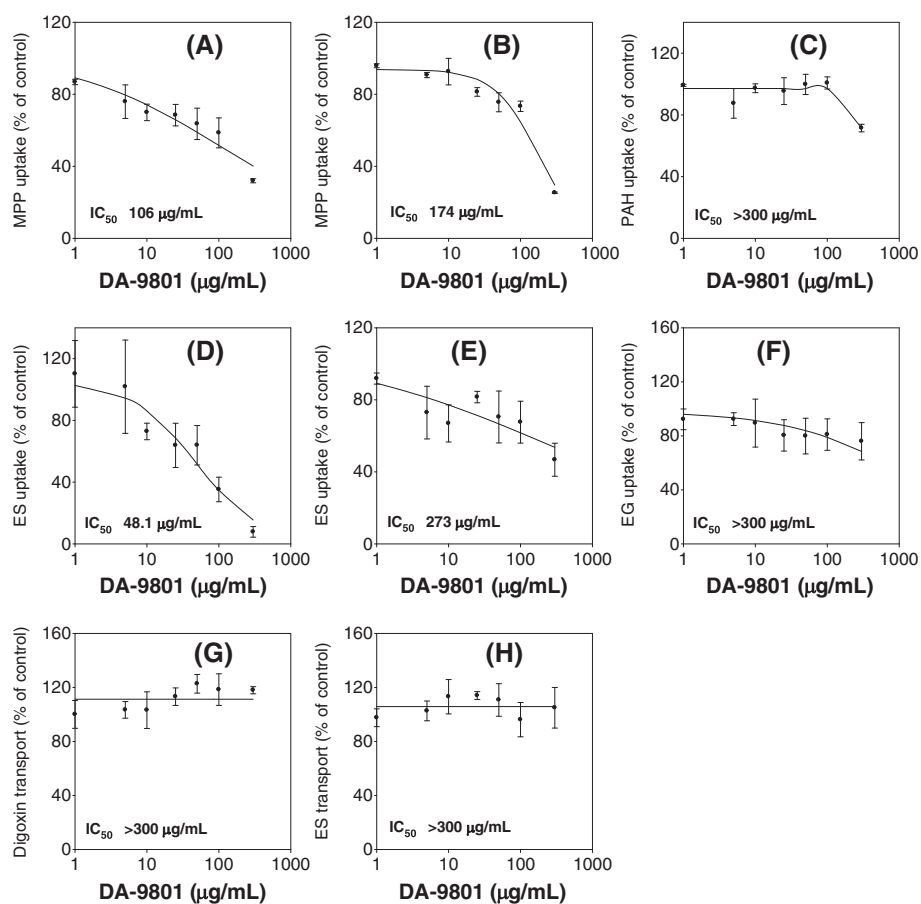 (A)
MPP uptake (% of control)
120
80
40
0
IC50 106 μg/mL
1 10 100 1000
DA-9801 (μg/mL)
(B)
MPP uptake (% of control)
120
80
40
0
IC50 174 μg/mL
1 10 100 1000
DA-9801 (μg/mL)
(C)
PAH uptake (% of control)
120
80
40
0
IC50 >300 μg/mL
1 10 100 1000
DA-9801 (μg/mL)
(D)
ES uptake (% of control)
120
80
40
0
IC50 48.1 μg/mL
1 10 100 1000
DA-9801 (μg/mL)
(E)
ES uptake (% of control)
120
80
40
0
IC50 273 μg/mL
1 10 100 1000
DA-9801 (μg/mL)
(F)
EG uptake (% of control)
160
120
80
40
0
IC50 >300 μg/mL
1 10 100 1000
DA-9801 (μg/mL)
(G)
Digoxin transport (% of control)
160
120
80
40
0
IC50 >300 μg/mL
1 10 100 1000
DA-9801 (μg/mL)
(H)
ES transport (% of control)
160
120
80
40
0
IC50 >300 μg/mL
1 10 100 1000
DA-9801 (μg/mL)